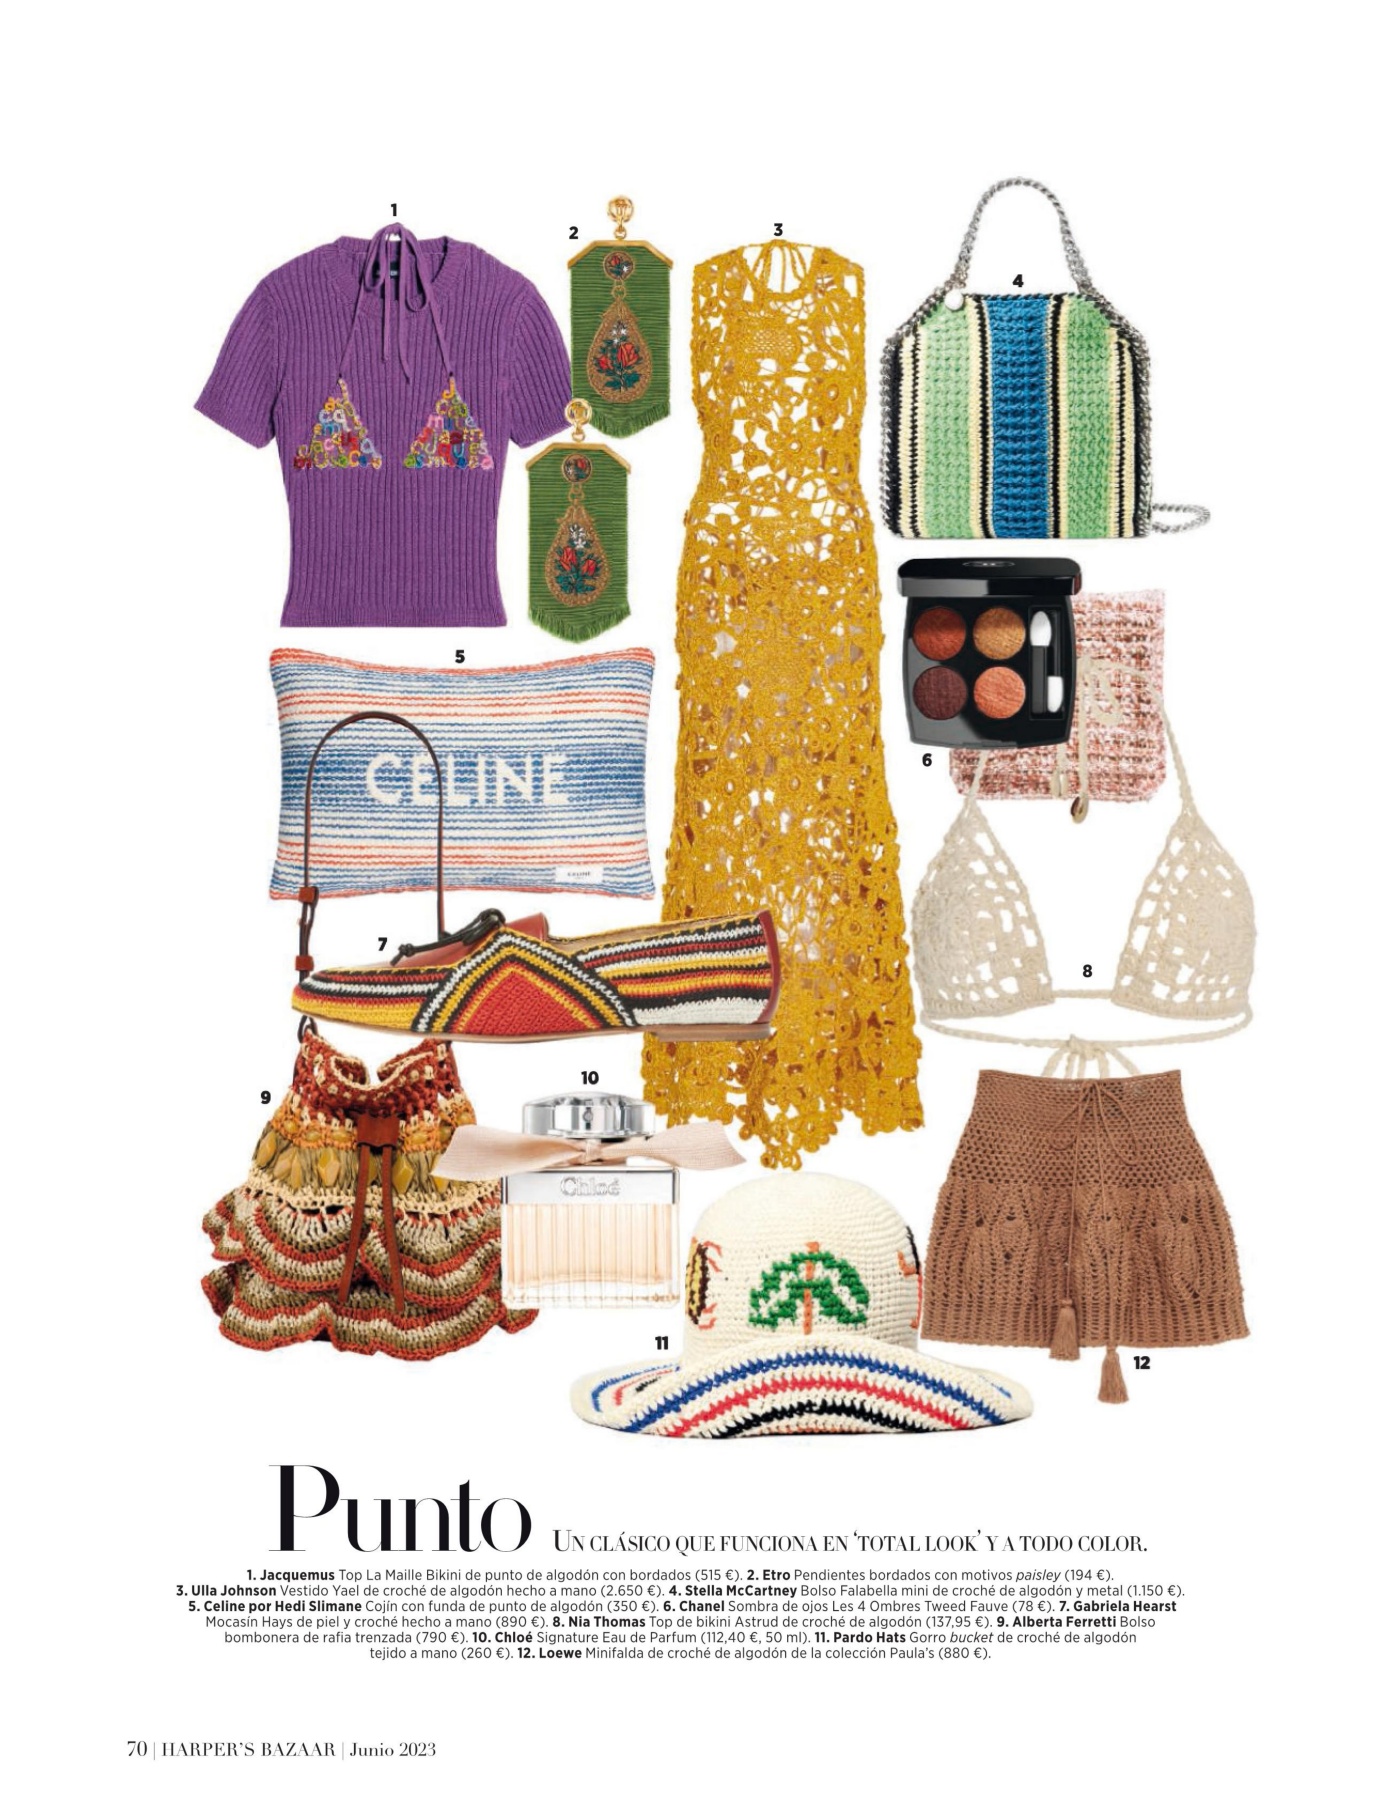 1
2
3
4
5
CELINE
CELINE
6
7
8
9
10
Chloé
11
12
Punto UN CLÁSICO QUE FUNCIONA EN ‘TOTAL LOOK’ Y A TODO COLOR.
1. Jacquemus Top La Maille Bikini de punto de algodón con bordados (515 €). 2. Etro Pendientes bordados con motivos paisley (194 €).
3. Ulla Johnson Vestido Yael de croché de algodón hecho a mano (2.650 €). 4. Stella McCartney Bolso Falabella mini de croché de algodón y metal (1.150 €).
5. Celine por Hedi Slimane Cojín con funda de punto de algodón (350 €). 6. Chanel Sombra de ojos Les 4 Ombres Tweed Fauve (78 €). 7. Gabriela Hearst
Mocasín Hays de piel y croché hecho a mano (890 €). 8. Nia Thomas Top de bikini Astrud de croché de algodón (137,95 €). 9. Alberta Ferretti Bolso
bombonera de rafia trenzada (790 €). 10. Chloé Signature Eau de Parfum (112,40 €, 50 ml). 11. Pardo Hats Gorro bucket de croché de algodón
tejido a mano (260 €). 12. Loewe Minifalda de croché de algodón de la colección Paula’s (880 €).
70 | HARPER’S BAZAAR | Junio 2023